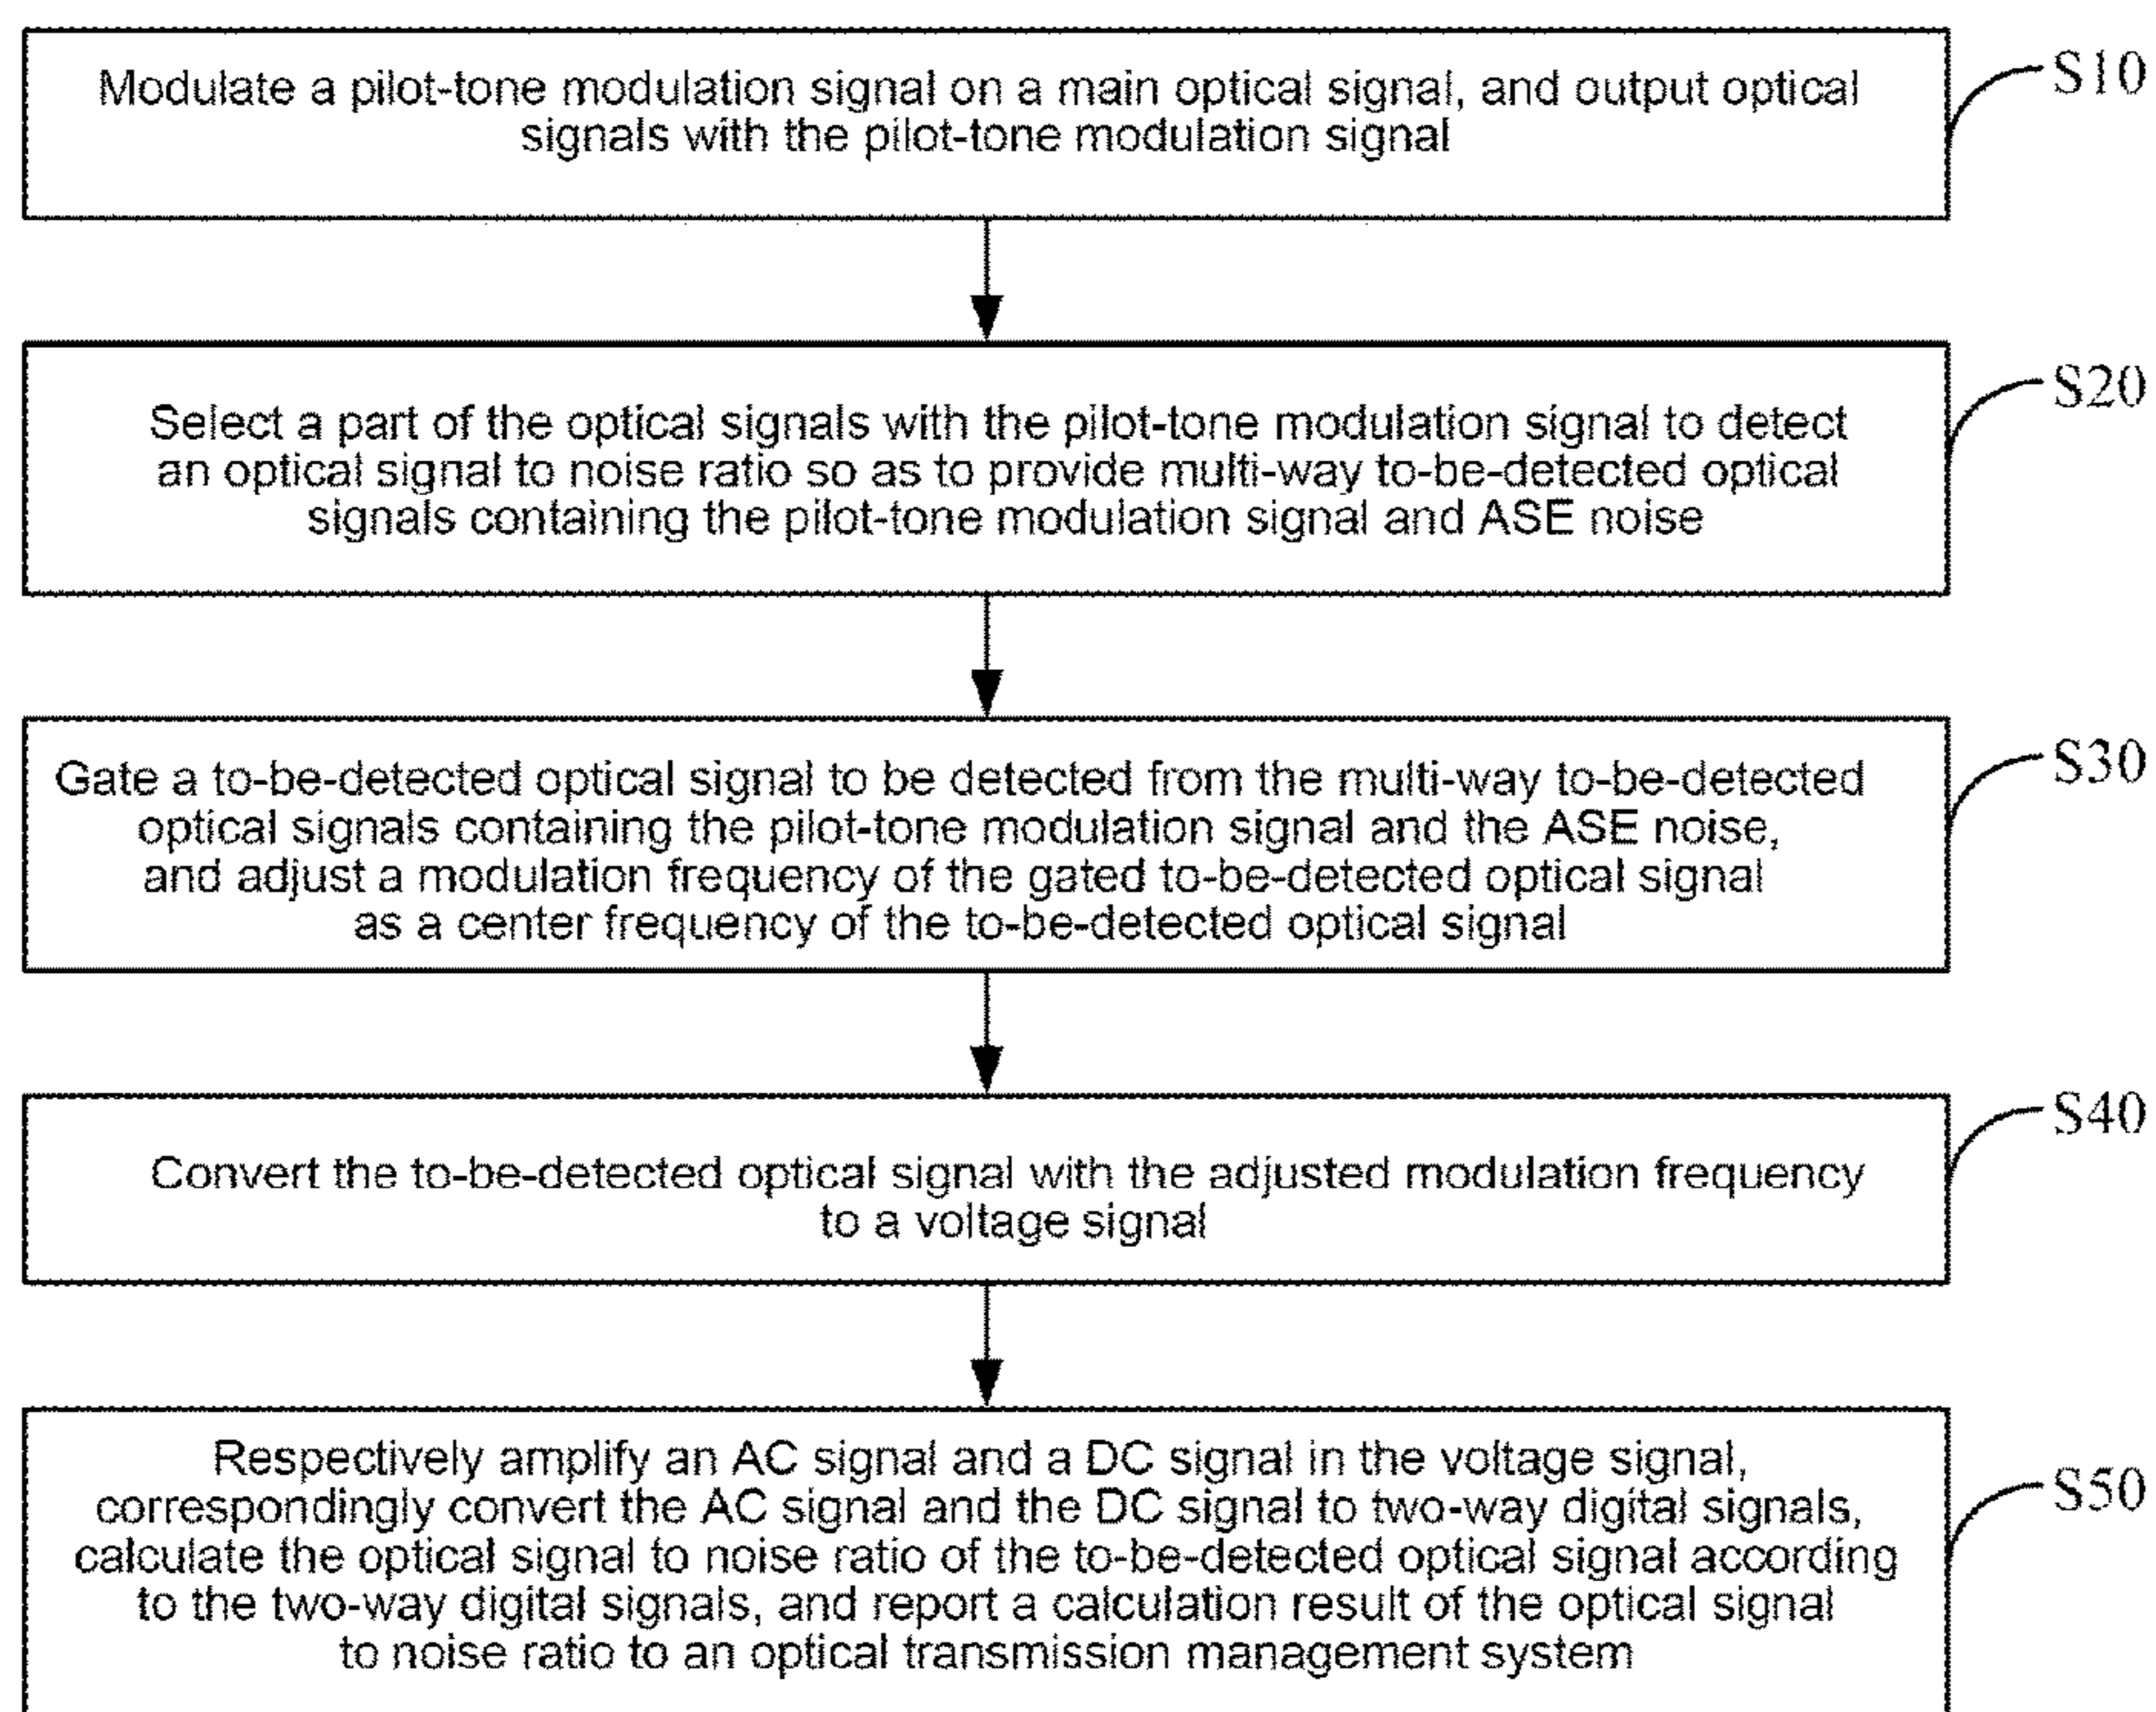 Modulate a pilot-tone modulation signal on a main optical signal, and output optical
signals with the pilot-tone modulation signal
S10
Select a part of the optical signals with the pilot-tone modulation signal to detect
an optical signal to noise ratio so as to provide multi-way to-be-detected optical
signals containing the pilot-tone modulation signal and ASE noise
S20
Gate a to-be-detected optical signal to be detected from the multi-way to-be-detected
optical signals containing the pilot-tone modulation signal and the ASE noise,
and adjust a modulation frequency of the gated to-be-detected optical signal
as a center frequency of the to-be-detected optical signal
S30
Convert the to-be-detected optical signal with the adjusted modulation frequency
to a voltage signal
S40
Respectively amplify an AC signal and a DC signal in the voltage signal,
correspondingly convert the AC signal and the DC signal to two-way digital signals,
calculate the optical signal to noise ratio of the to-be-detected optical signal according
to the two-way digital signals, and report a calculation result of the optical signal
to noise ratio to an optical transmission management system
S50